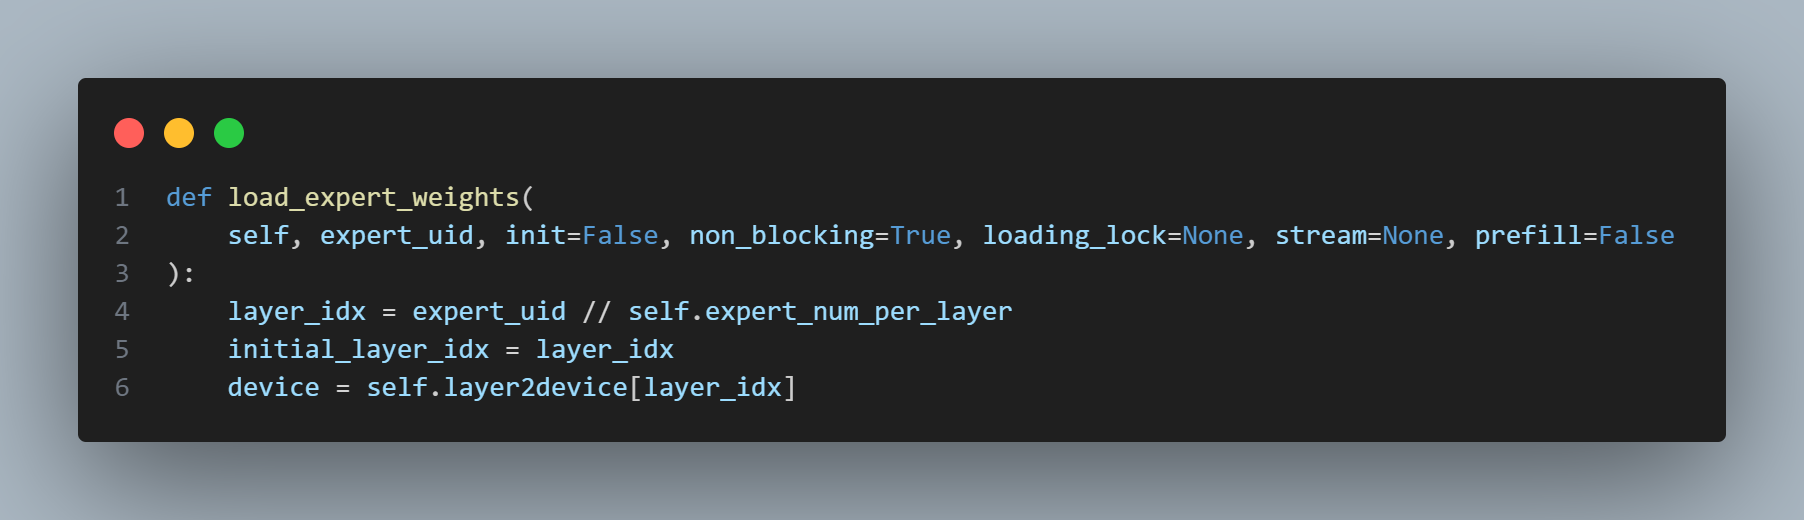 1 def load_expert_weights(
2     self, expert_uid, init=False, non_blocking=True, loading_lock=None, stream=None, prefill=False
3 ):
4     layer_idx = expert_uid // self.expert_num_per_layer
5     initial_layer_idx = layer_idx
6     device = self.layer2device[layer_idx]